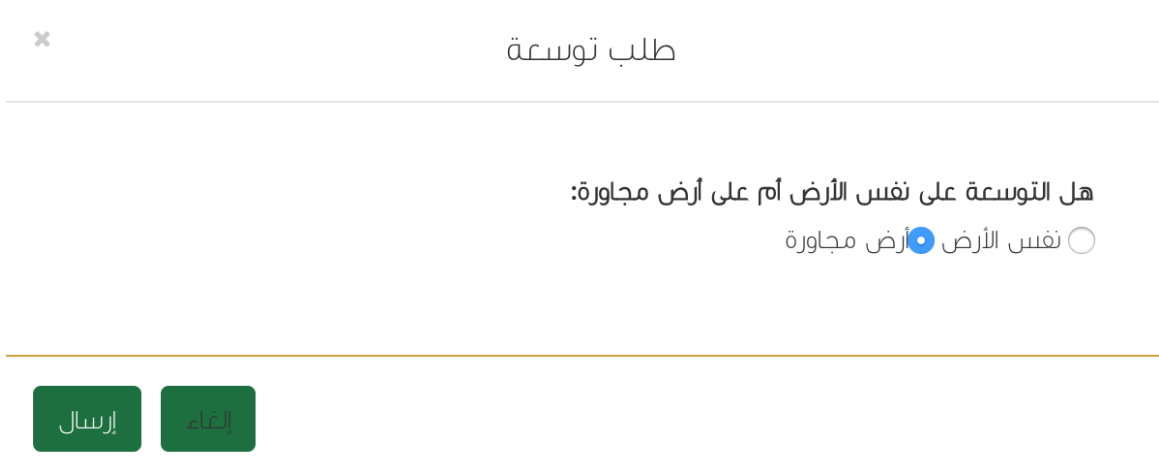 طلب توسعة
هل التوسعة على نفس الأرض أم على أرض مجاورة:
نفس الأرض أرض مجاورة
إلغاء إرسال